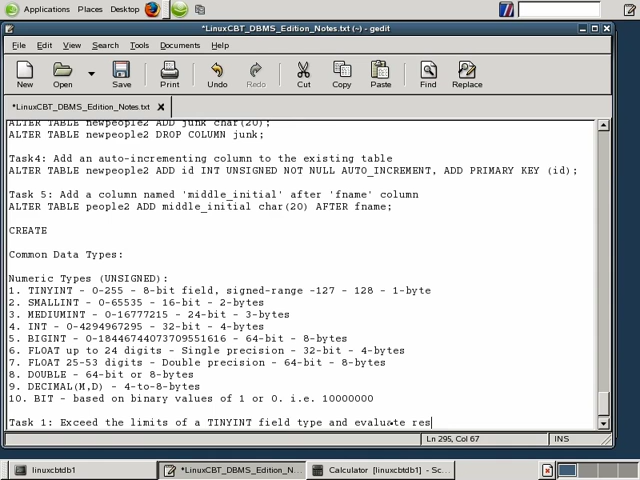 Applications Places Desktop
*LinuxCBT_DBMS_Edition_Notes.txt (~) - gedit
File Edit View Search Tools Documents Help
New Open Save Print Undo Redo Cut Copy Paste Find Replace
*LinuxCBT_DBMS_Edition_Notes.txt
ALTER TABLE newpeople2 ADD junk char(20);
ALTER TABLE newpeople2 DROP COLUMN junk;
Task4: Add an auto-incrementing column to the existing table
ALTER TABLE newpeople2 ADD id INT UNSIGNED NOT NULL AUTO_INCREMENT, ADD PRIMARY KEY (id);
Task 5: Add a column named 'middle_initial' after 'fname' column
ALTER TABLE people2 ADD middle_initial char(20) AFTER fname;
CREATE
Common Data Types:
Numeric Types (UNSIGNED):
1. TINYINT - 0-255 - 8-bit field, signed-range -127 - 128 - 1-byte
2. SMALLINT - 0-65535 - 16-bit - 2-bytes
3. MEDIUMINT - 0-16777215 - 24-bit - 3-bytes
4. INT - 0-4294967295 - 32-bit - 4-bytes
5. BIGINT - 0-18446744073709551616 - 64-bit - 8-bytes
6. FLOAT up to 24 digits - Single precision - 32-bit - 4-bytes
7. FLOAT 25-53 digits - Double precision - 64-bit - 8-bytes
8. DOUBLE - 64-bit or 8-bytes
9. DECIMAL(M,D) - 4-to-8-bytes
10. BIT - based on binary values of 1 or 0. i.e. 10000000
Task 1: Exceed the limits of a TINYINT field type and evaluate res
Ln 295, Col 67 INS
linuxcbtdb1 *LinuxCBT_DBMS_Edition_N... Calculator [linuxcbtdb1] - Sc...